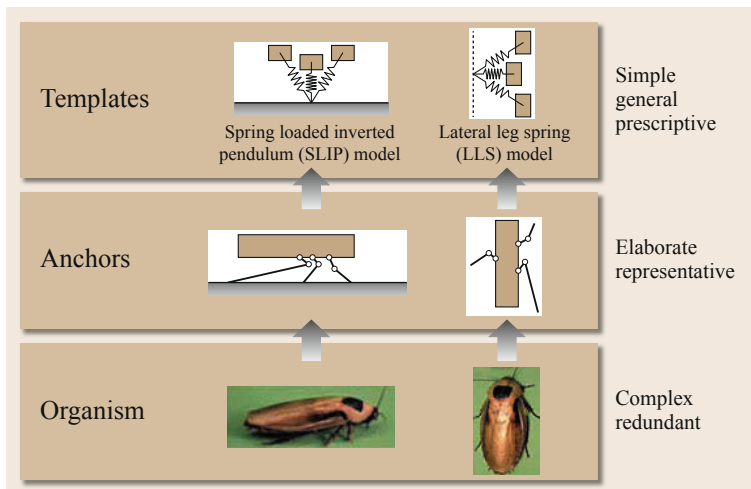 Templates
Spring loaded inverted
pendulum (SLIP) model
Lateral leg spring
(LLS) model
Simple
general
prescriptive
Anchors
Elaborate
representative
Organism
Complex
redundant